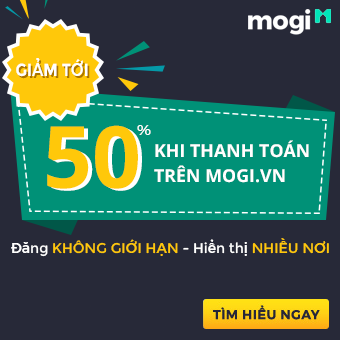 mogi
GIẢM TỚI
50%
KHI THANH TOÁN
TRÊN MOGI.VN
Đăng KHÔNG GIỚI HẠN - Hiển thị NHIỀU NƠI
TÌM HIỂU NGAY